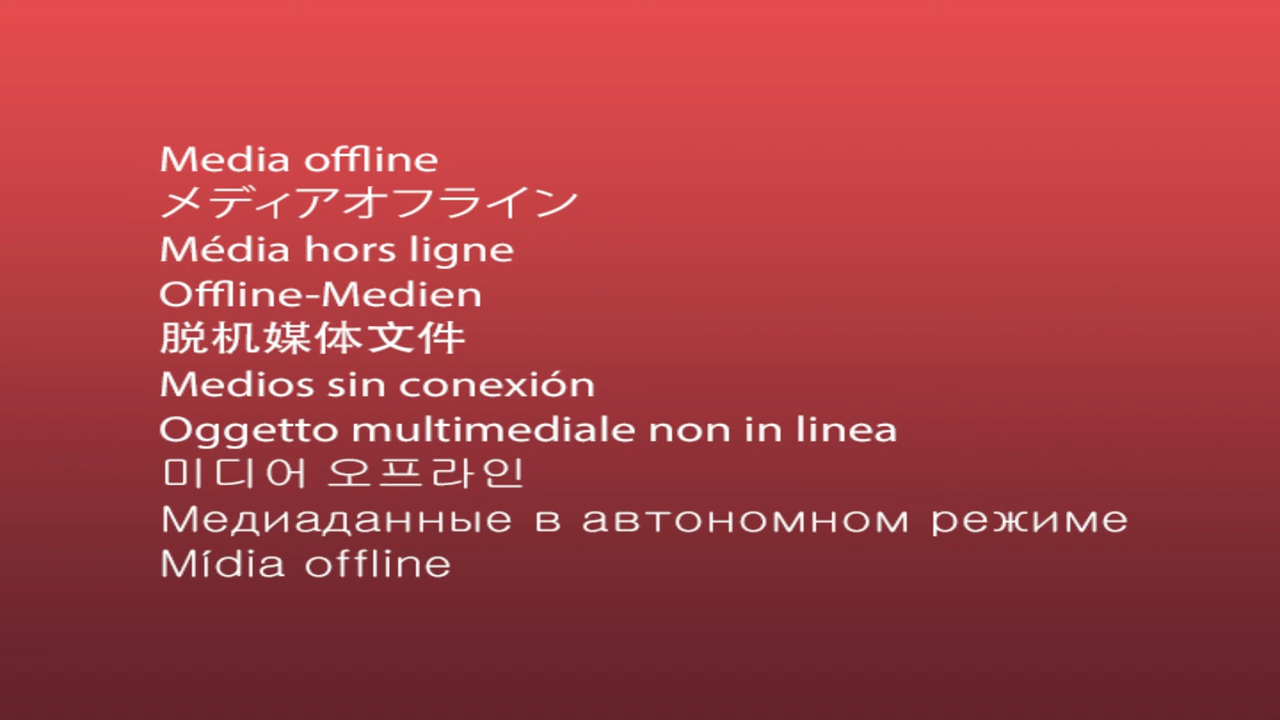 Media offline
メディアオフライン
Média hors ligne
Offline-Medien
脱机媒体文件
Medios sin conexión
Oggetto multimediale non in linea
미디어 오프라인
Медиаданные в автономном режиме
Mídia offline